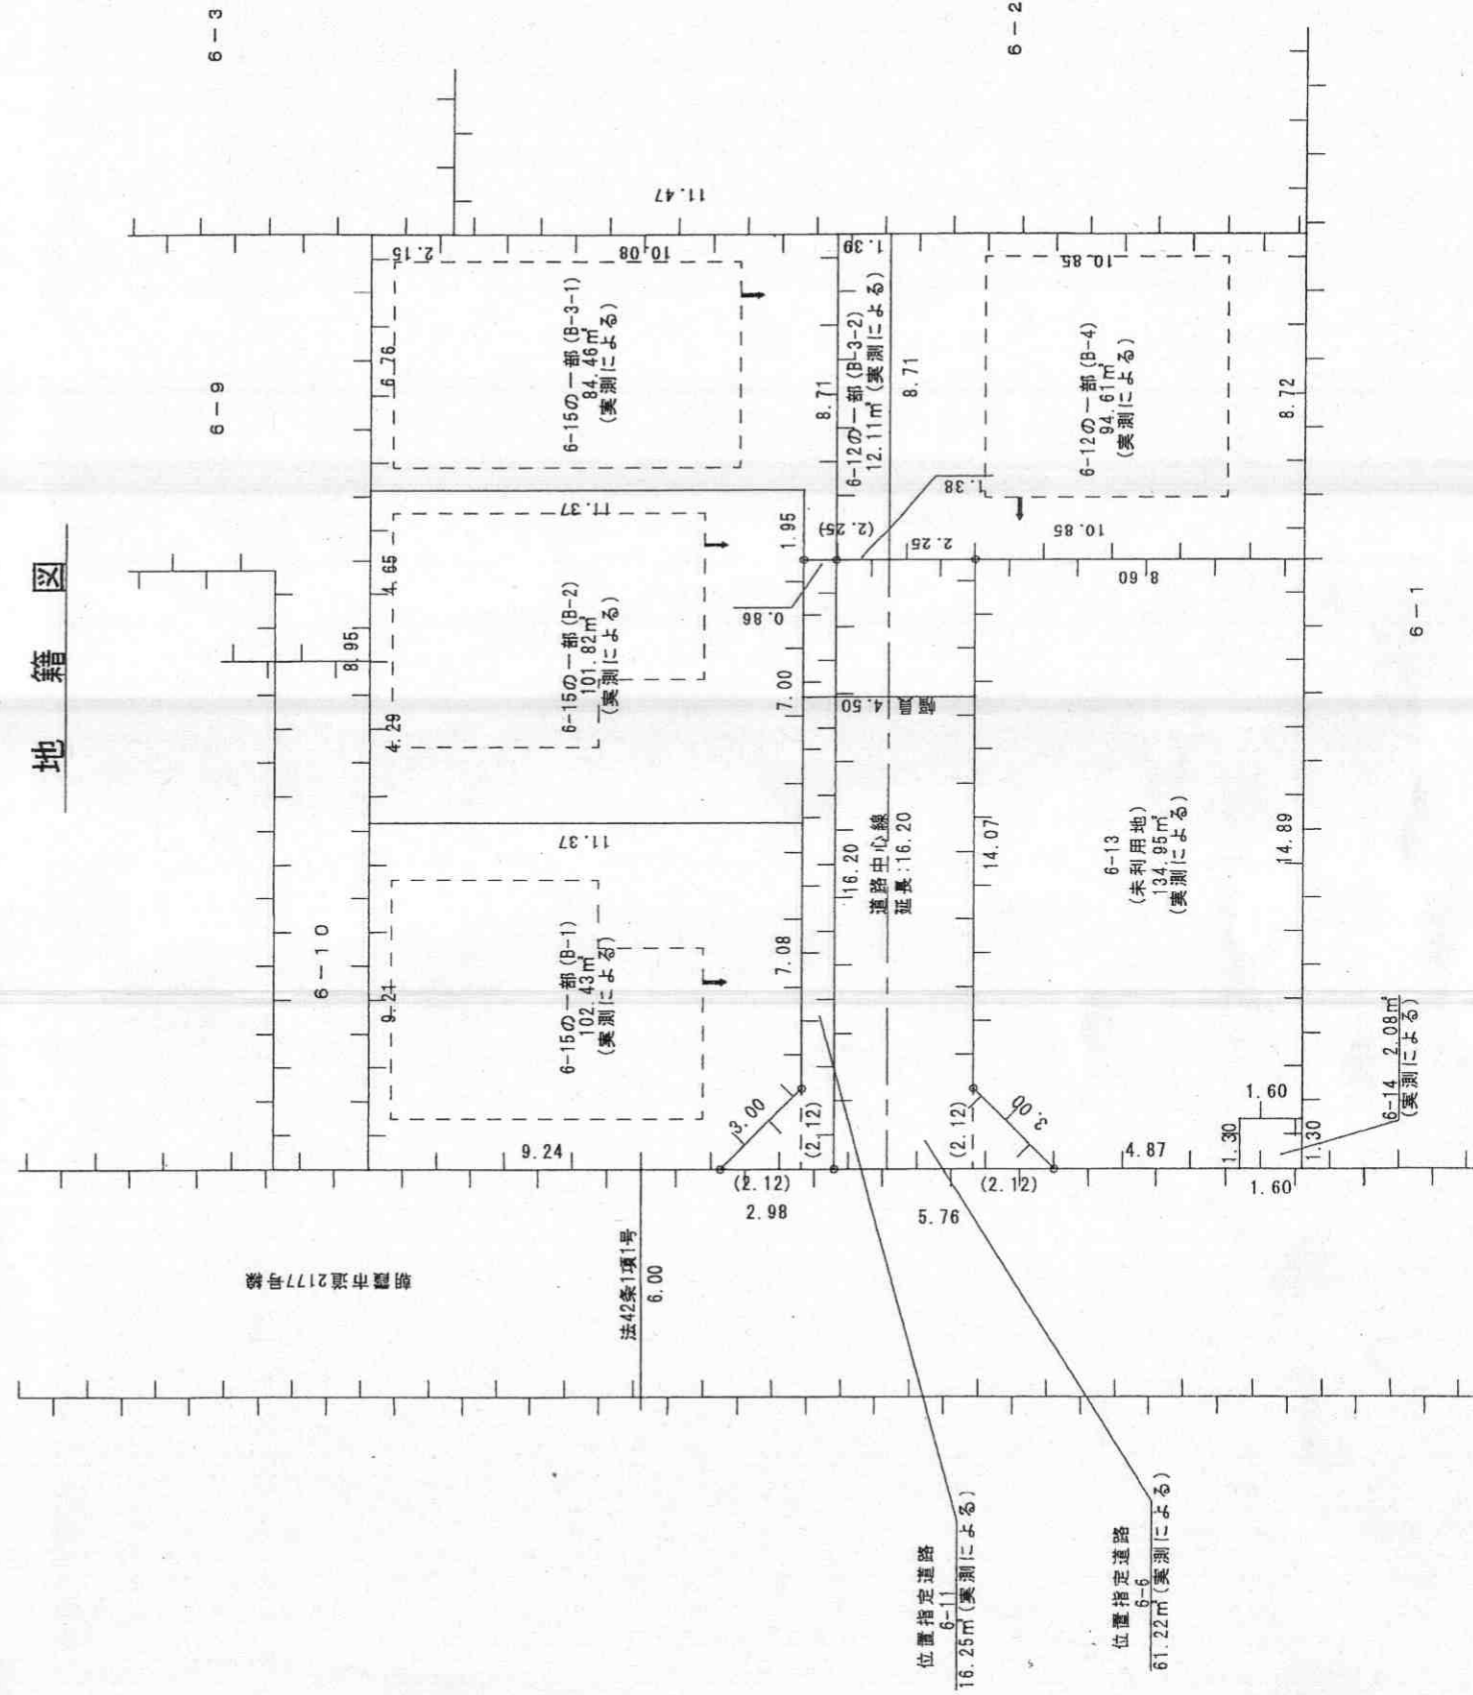 地籍図
6-3
6-2
6-9
6-10
6-1
11.47
2.15
10.08
1.39
10.85
6.76
6-15の一部(B-3-1)
84.46㎡
(実測による)
8.71
6-12の一部(B-3-2)
12.11㎡(実測による)
8.71
6-12の一部(B-4)
94.61㎡
(実測による)
8.72
1.38
11.37
1.95
(2.25)
2.25
10.85
8.60
0.86
4.65
8.95
4.29
6-15の一部(B-2)
101.82㎡
(実測による)
7.00
4.50
幅員
11.37
16.20
道路中心線
延長:16.20
14.07
6-13
(未利用地)
134.95㎡
(実測による)
14.89
9.21
6-15の一部(B-1)
102.43㎡
(実測による)
7.08
3.00
(2.12)
(2.12)
3.00
9.24
(2.12)
2.98
5.76
(2.12)
4.87
1.30
1.60
1.30
1.60
6-14 2.08㎡
(実測による)
朝霞市道2177号線
法42条1項1号
6.00
位置指定道路
6-11
16.25㎡(実測による)
位置指定道路
6-6
61.22㎡(実測による)